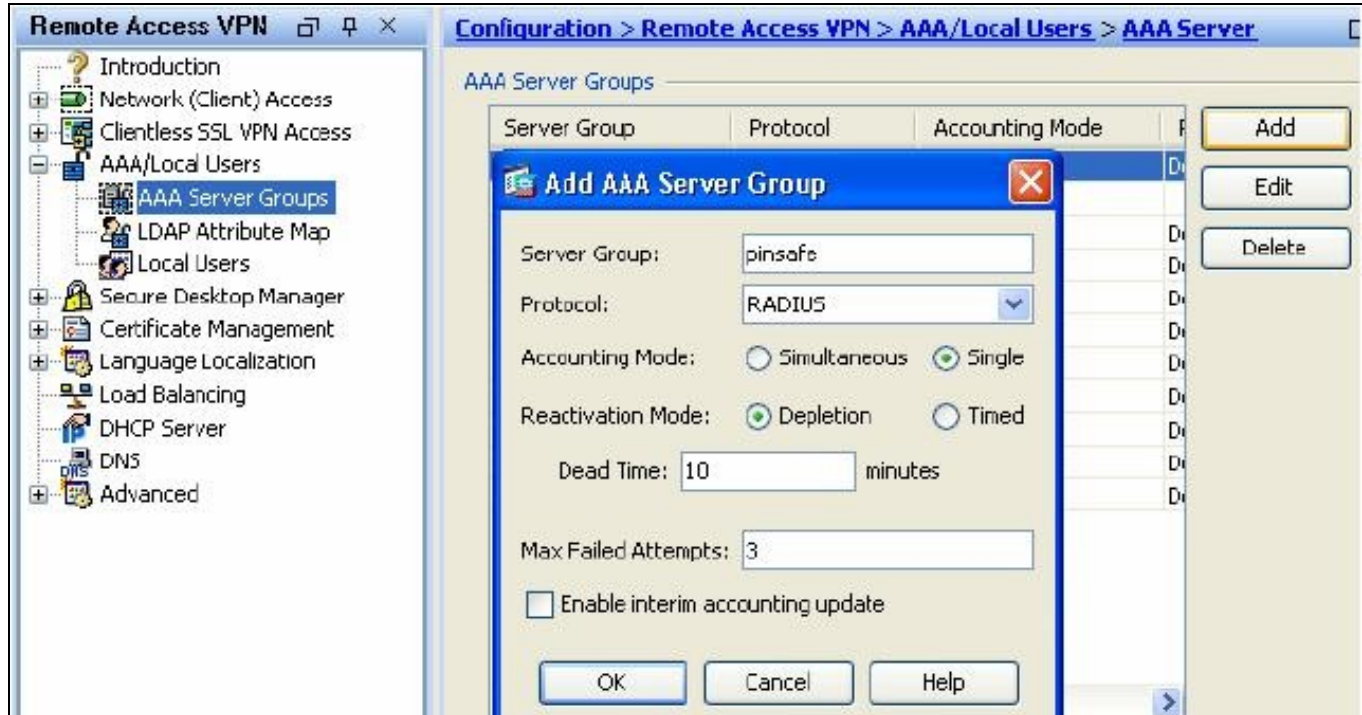 Remote Access VPN
Introduction
Network (Client) Access
Clientless SSL VPN Access
AAA/Local Users
AAA Server Groups
LDAP Attribute Map
Local Users
Secure Desktop Manager
Certificate Management
Language Localization
Load Balancing
DHCP Server
DNS
Advanced
Configuration > Remote Access VPN > AAA/Local Users > AAA Server
AAA Server Groups
Server Group Protocol Accounting Mode
Add
Edit
Delete
Add AAA Server Group
Server Group: pinsafe
Protocol: RADIUS
Accounting Mode: Simultaneous Single
Reactivation Mode: Depletion Timed
Dead Time: 10 minutes
Max Failed Attempts: 3
Enable interim accounting update
OK Cancel Help